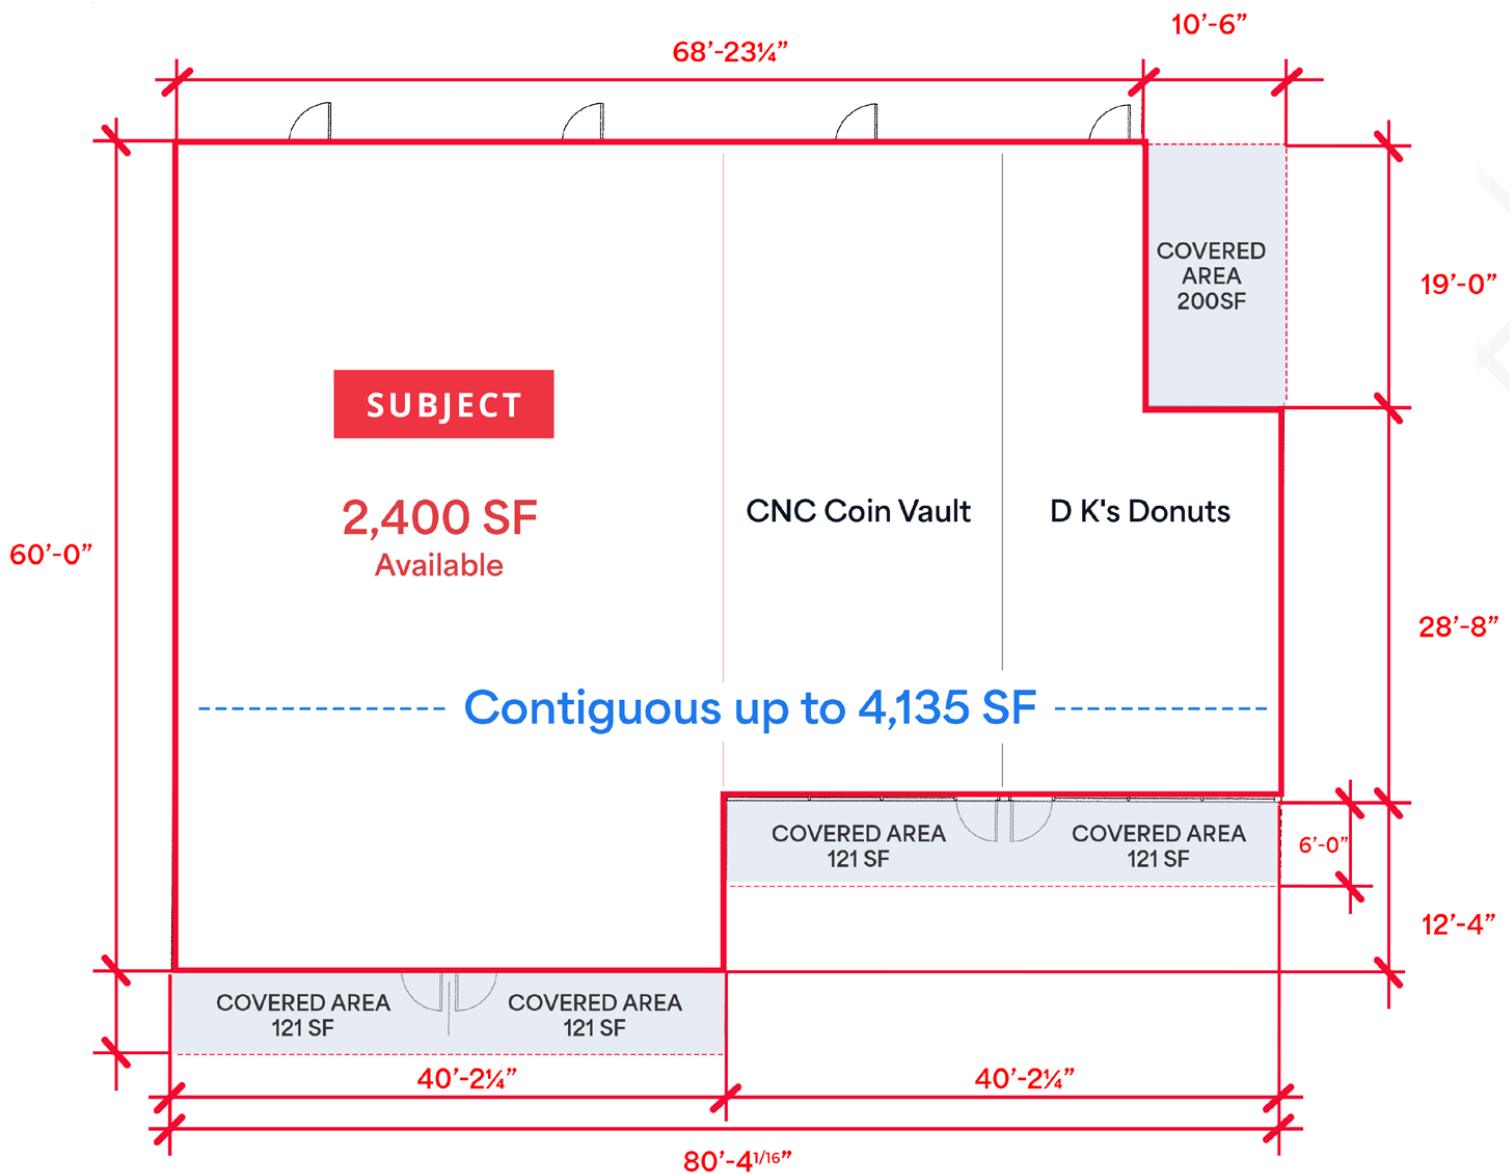 10’-6”
68’-23¼”
COVERED
AREA
200SF
19’-0”
SUBJECT
2,400 SF
Available
CNC Coin Vault
D K's Donuts
60’-0”
28’-8”
Contiguous up to 4,135 SF
COVERED AREA
121 SF
COVERED AREA
121 SF
6’-0”
12’-4”
COVERED AREA
121 SF
COVERED AREA
121 SF
40’-2¼”
40’-2¼”
80’-41/16”